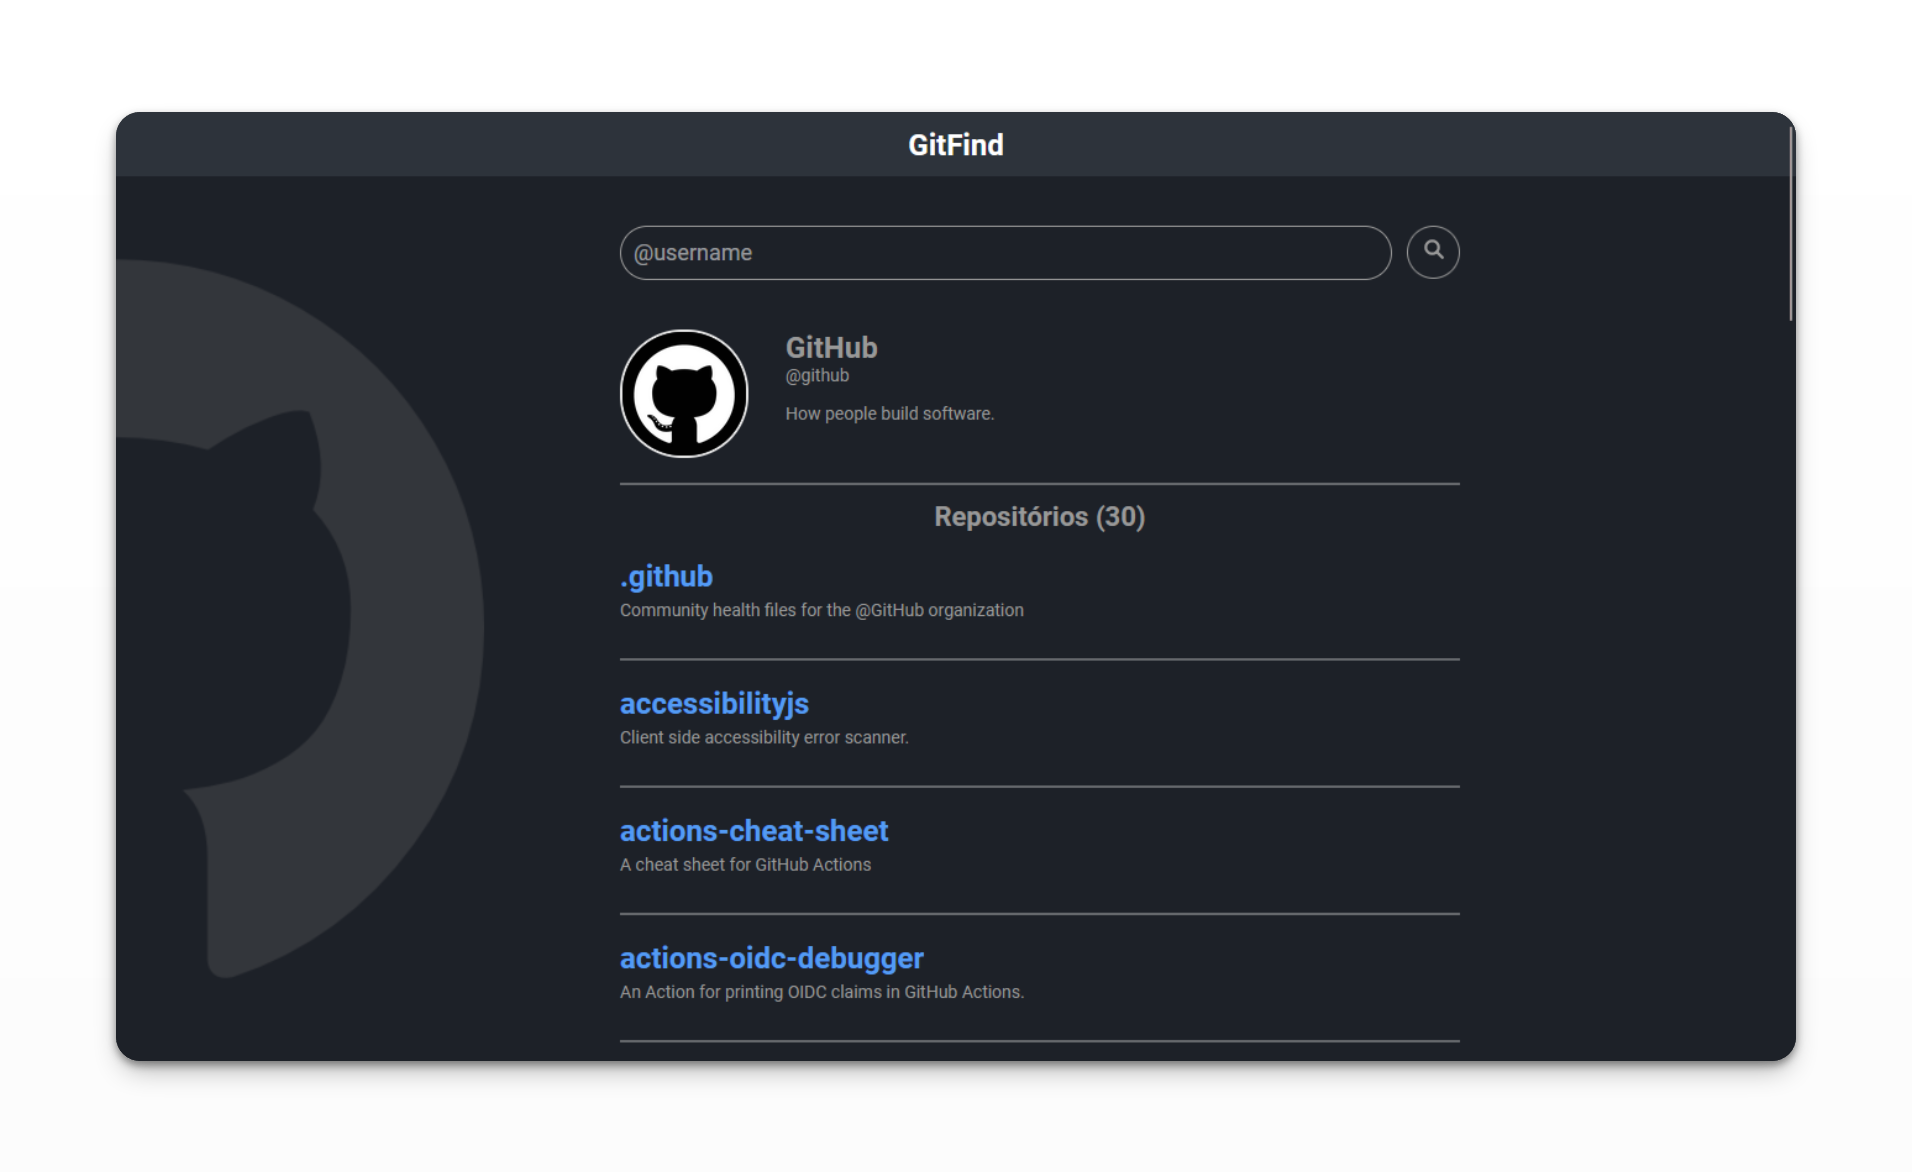 GitFind
@username
GitHub
@github
How people build software.
Repositórios (30)
.github
Community health files for the @GitHub organization
accessibilityjs
Client side accessibility error scanner.
actions-cheat-sheet
A cheat sheet for GitHub Actions
actions-oidc-debugger
An Action for printing OIDC claims in GitHub Actions.